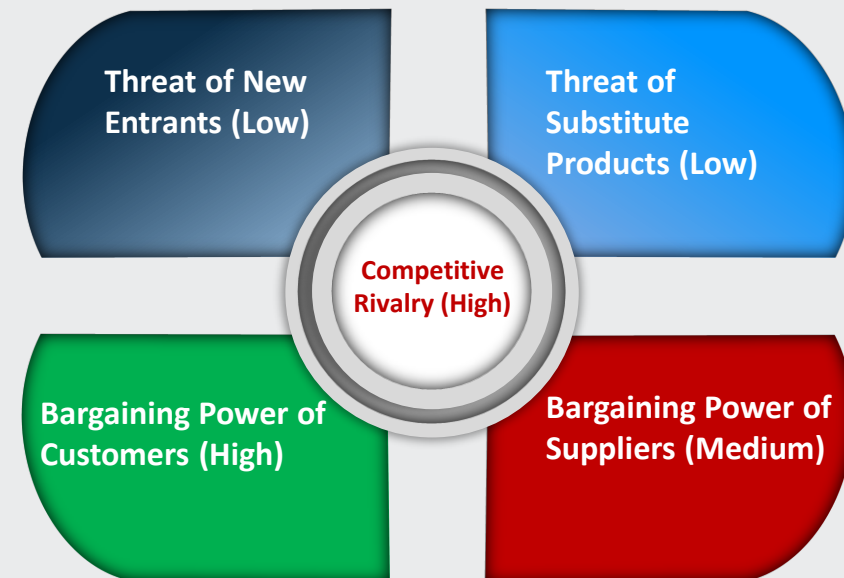 Threat of New
Entrants (Low)
Threat of
Substitute
Products (Low)
Competitive
Rivalry (High)
Bargaining Power of
Customers (High)
Bargaining Power of
Suppliers (Medium)